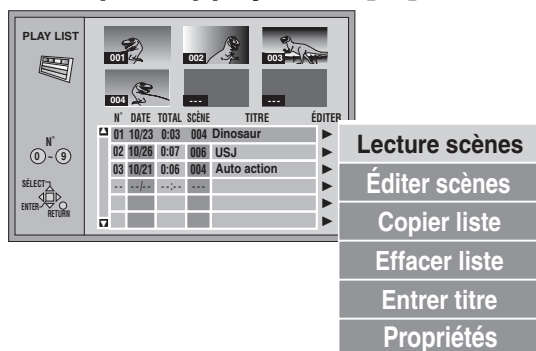 PLAY LIST
001 002 003
004 ---
N° DATE TOTAL SCÈNE TITRE ÉDITER
01 10/23 0:03 004 Dinosaur
02 10/26 0:07 006 USJ
03 10/21 0:06 004 Auto action
-- --/-- --:-- ---
N°
0 ~ 9
SÉLECT
ENTER
RETURN
Lecture scènes
Éditer scènes
Copier liste
Effacer liste
Entrer titre
Propriétés